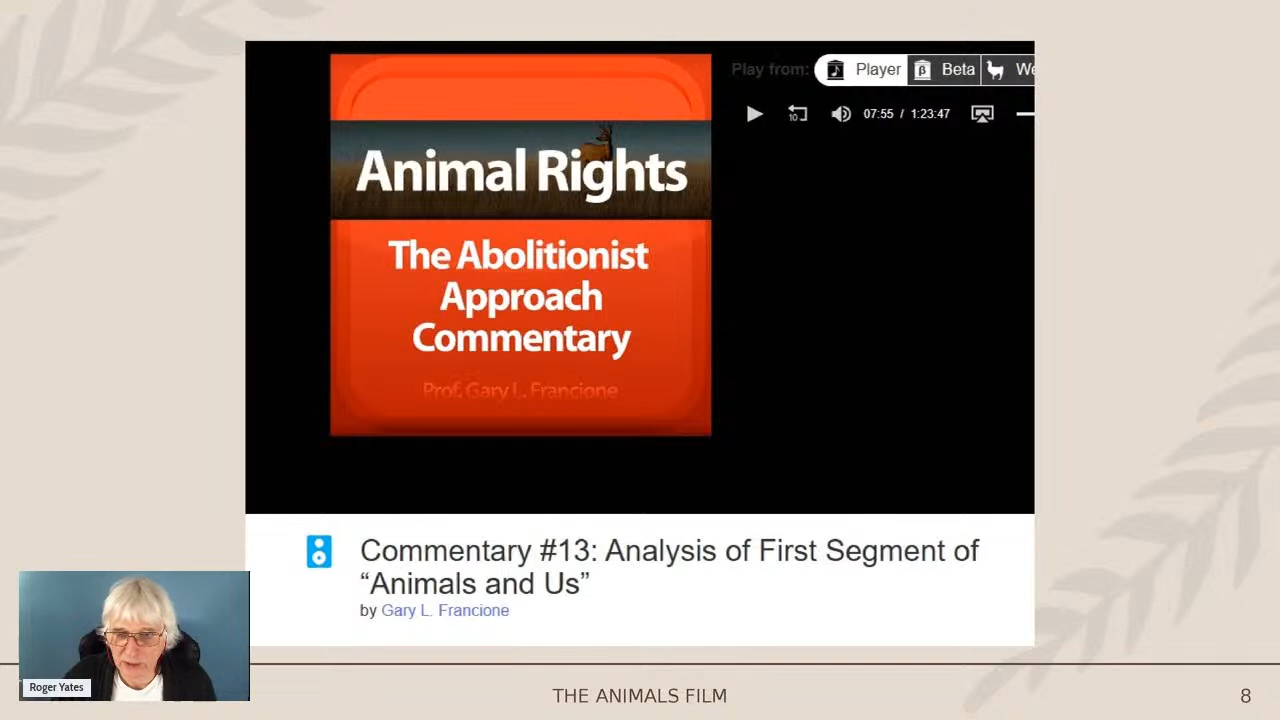 Play from:
Player
Beta
We
10
07:55 / 1:23:47
Animal Rights
The Abolitionist
Approach
Commentary
Prof. Gary L. Francione
Commentary #13: Analysis of First Segment of
“Animals and Us”
by Gary L. Francione
Roger Yates
THE ANIMALS FILM
8